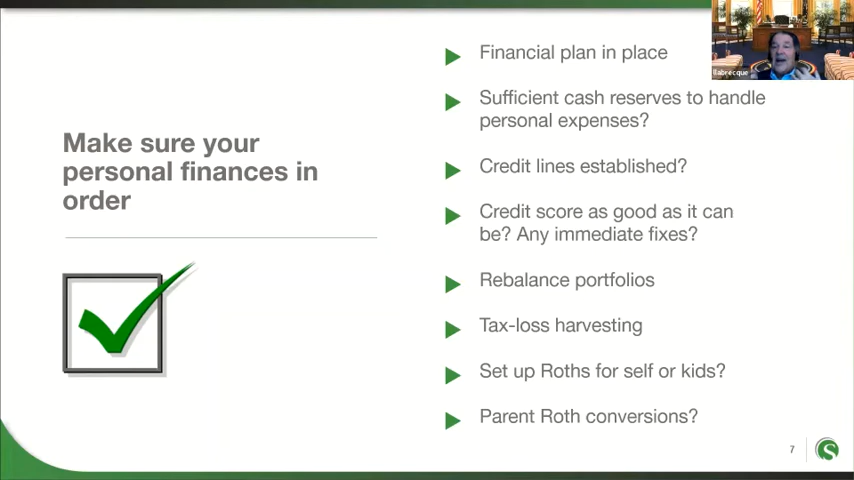 Make sure your
personal finances in
order
Financial plan in place
Sufficient cash reserves to handle
personal expenses?
Credit lines established?
Credit score as good as it can
be? Any immediate fixes?
Rebalance portfolios
Tax-loss harvesting
Set up Roths for self or kids?
Parent Roth conversions?
llabrecque
7
S